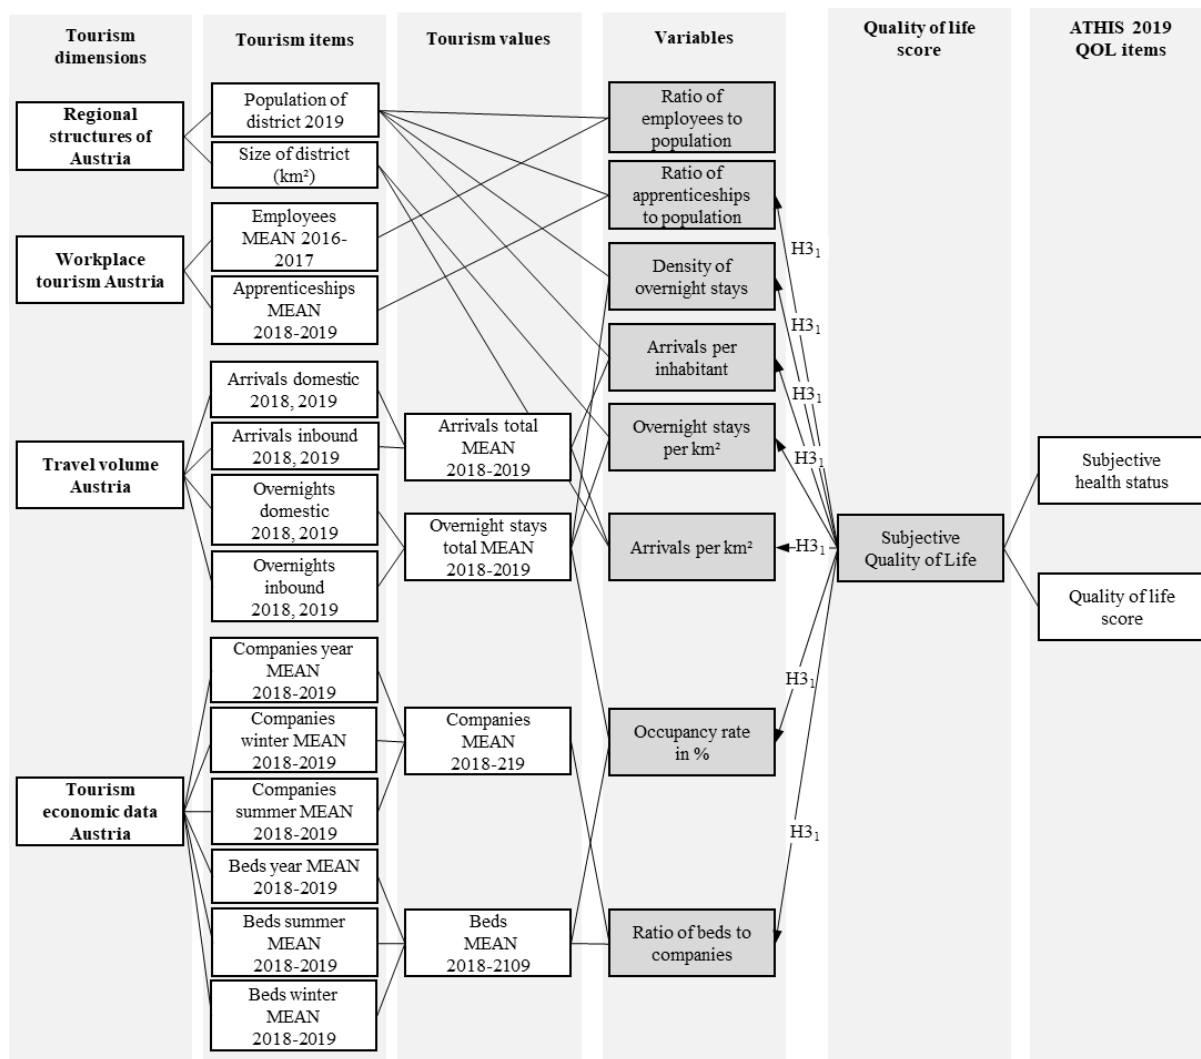 Tourism
dimensions
Tourism items
Tourism values
Variables
Quality of life
score
ATHIS 2019
QOL items
Regional
structures of
Austria
Workplace
tourism Austria
Travel volume
Austria
Tourism
economic data
Austria
Population of
district 2019
Size of district
(km²)
Employees
MEAN 2016-
2017
Apprenticeships
MEAN
2018-2019
Arrivals domestic
2018, 2019
Arrivals inbound
2018, 2019
Overnights
domestic
2018, 2019
Overnights
inbound
2018, 2019
Companies year
MEAN
2018-2019
Companies
winter MEAN
2018-2019
Companies
summer MEAN
2018-2019
Beds year MEAN
2018-2019
Beds summer
MEAN
2018-2019
Beds winter
MEAN
2018-2019
Arrivals total
MEAN
2018-2019
Overnight stays
total MEAN
2018-2019
Companies
MEAN
2018-219
Beds
MEAN
2018-2109
Ratio of
employees to
population
Ratio of
apprenticeships
to population
Density of
overnight stays
Arrivals per
inhabitant
Overnight stays
per km²
Arrivals per km²
Occupancy rate
in %
Ratio of beds to
companies
H3₁
H3₁
H3₁
H3₁
H3₁
H3₁
H3₁
Subjective
Quality of Life
Subjective
health status
Quality of life
score